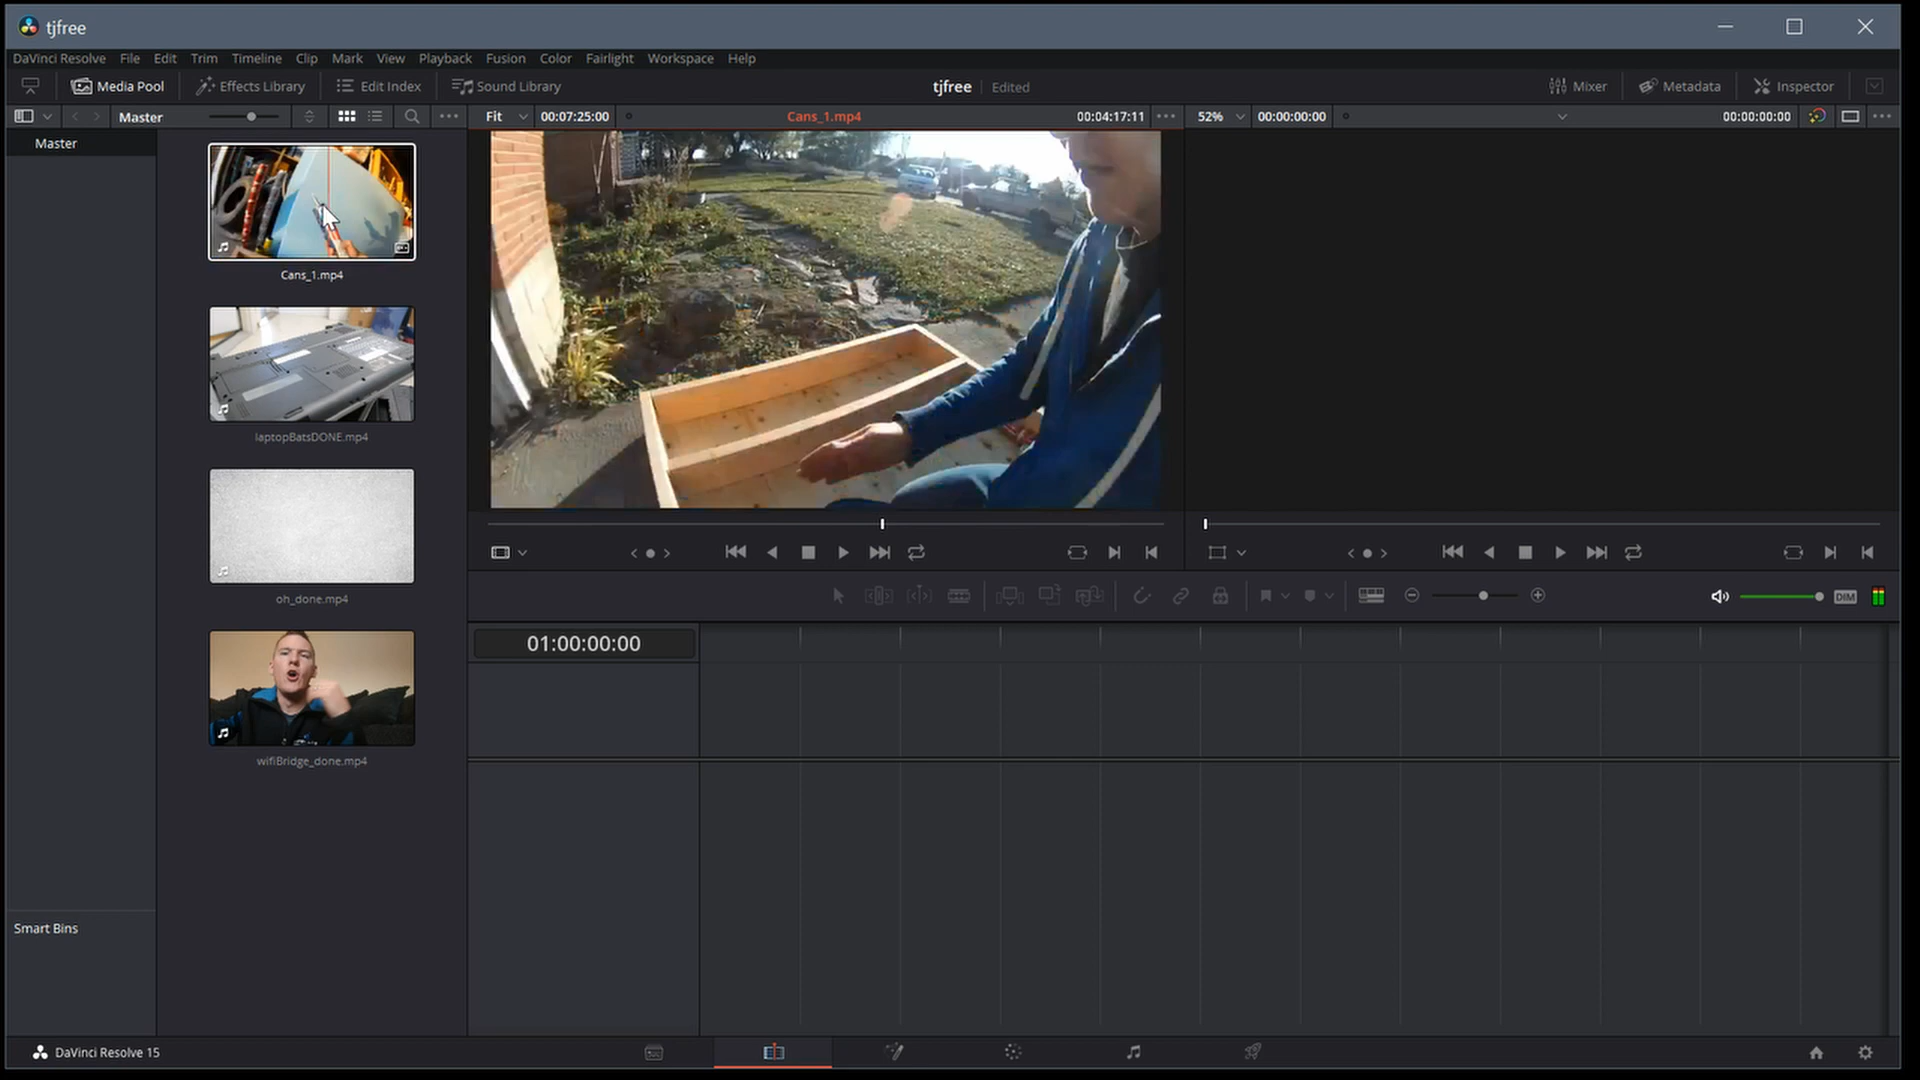 tjfree
DaVinci Resolve File Edit Trim Timeline Clip Mark View Playback Fusion Color Fairlight Workspace Help
Media Pool Effects Library Edit Index Sound Library tjfree Edited Mixer Metadata Inspector
Master Fit 00:07:25:00 Cans_1.mp4 00:04:17:11 52% 00:00:00:00 00:00:00:00
Master
Cans_1.mp4
laptopBatsDONE.mp4
oh_done.mp4
DIM
01:00:00:00
wifiBridge_done.mp4
Smart Bins
DaVinci Resolve 15